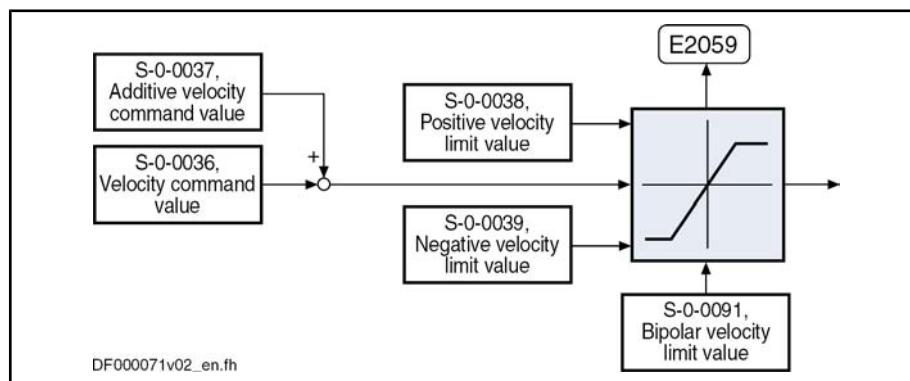 E2059
S-0-0037,
Additive velocity
command value
S-0-0038,
Positive velocity
limit value
+
S-0-0036,
Velocity command
value
S-0-0039,
Negative velocity
limit value
S-0-0091,
Bipolar velocity
limit value
DF000071v02_en.fh